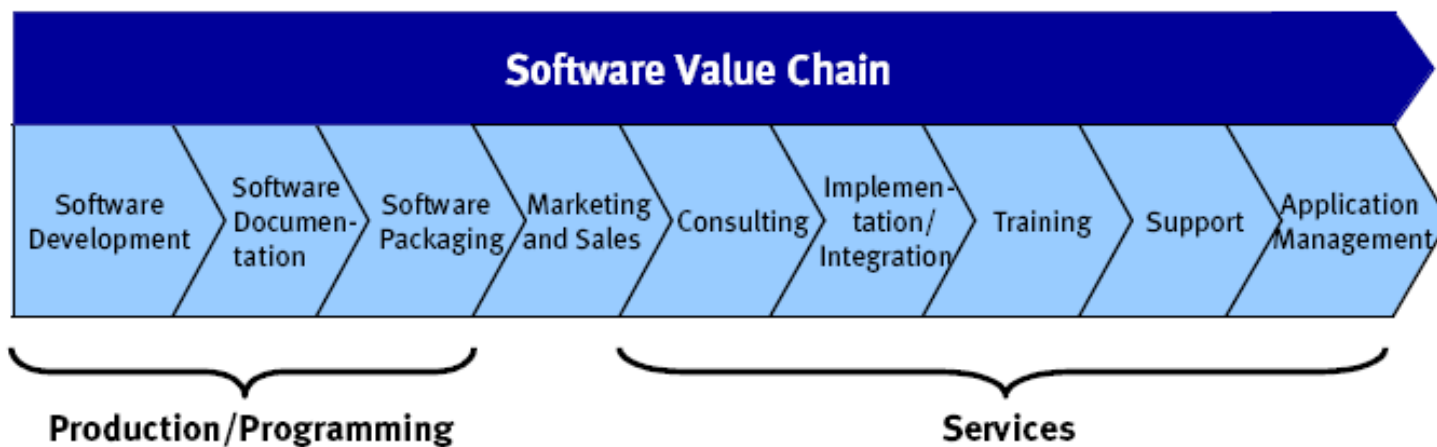 Software Value Chain
Software
Development
Software
Documen-
tation
Software
Packaging
Marketing
and Sales
Consulting
Implemen-
tation/
Integration
Training
Support
Application
Management
Production/Programming
Services